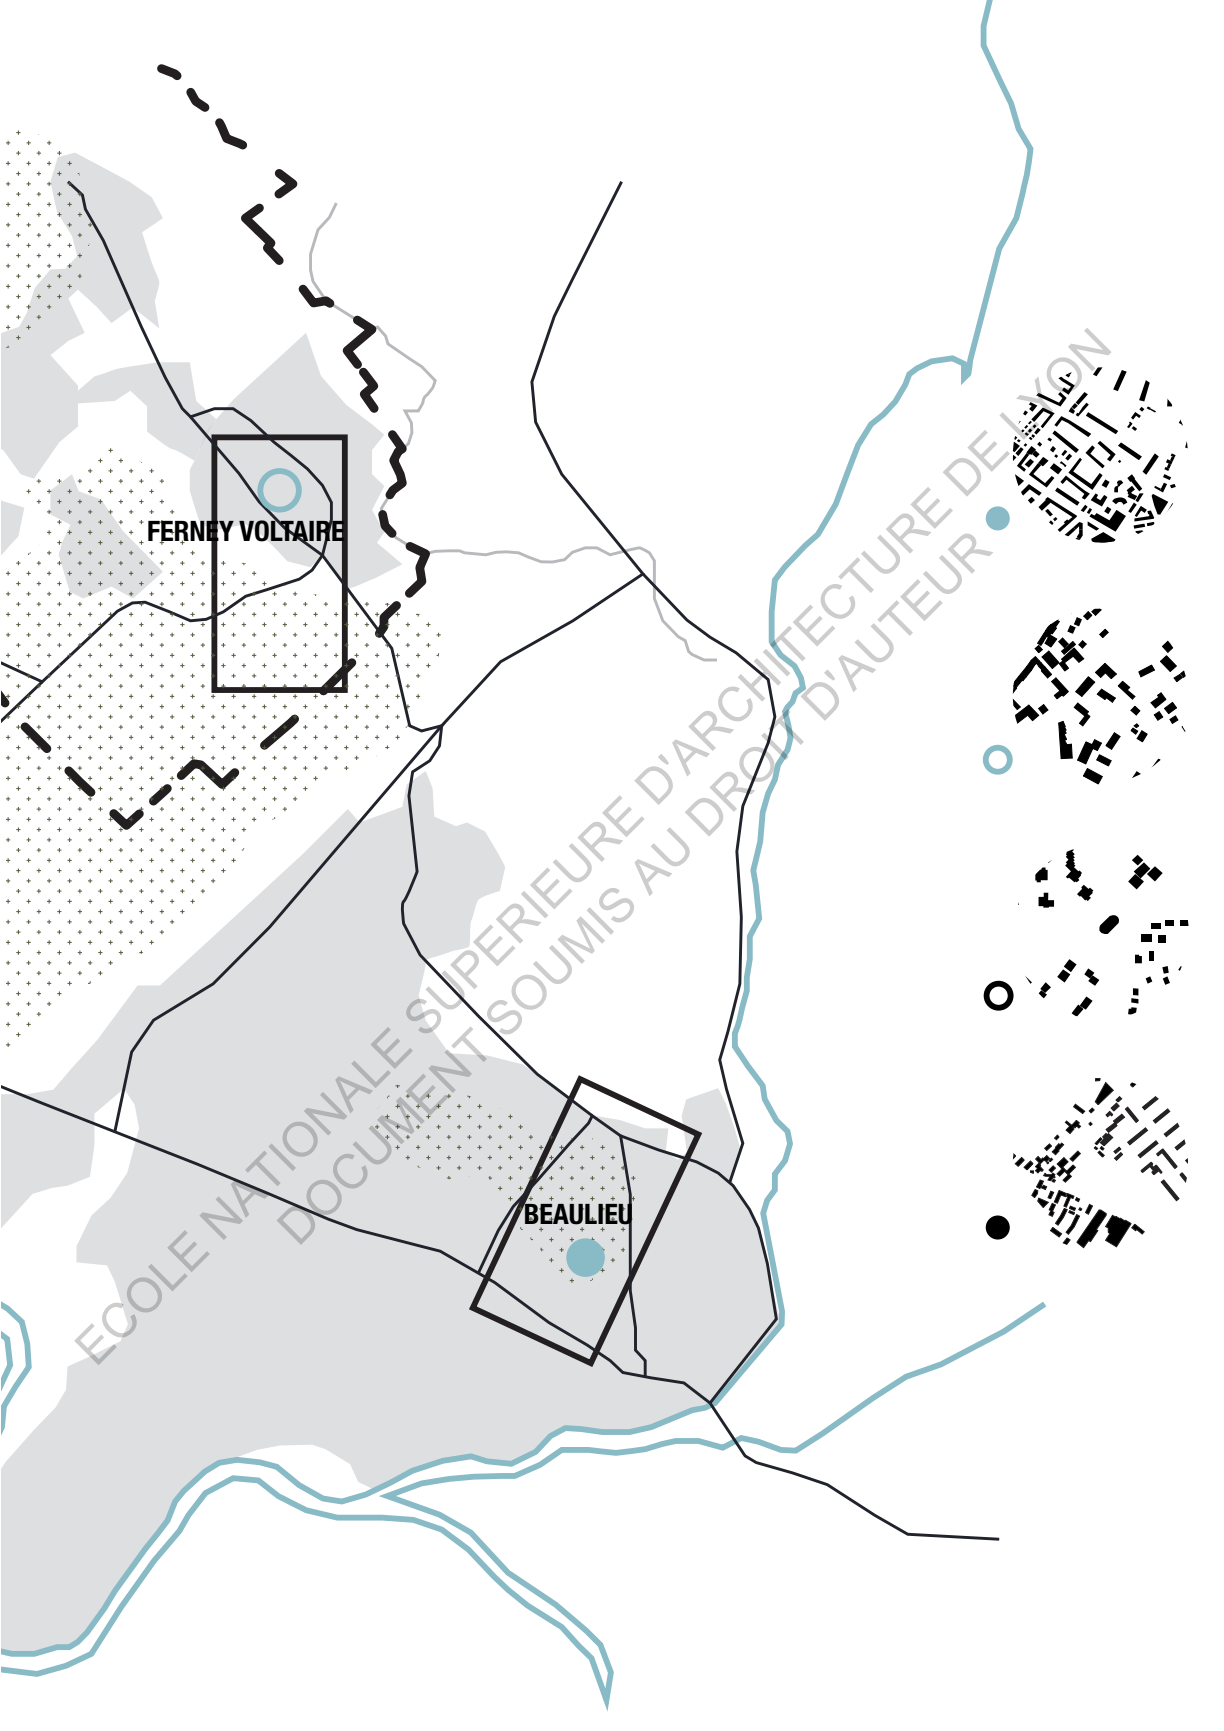 FERNEY VOLTAIRE
ECOLE NATIONALE SUPERIEURE D'ARCHITECTURE DE LYON
DOCUMENT SOUMIS AU DROIT D'AUTEUR
BEAULIEU